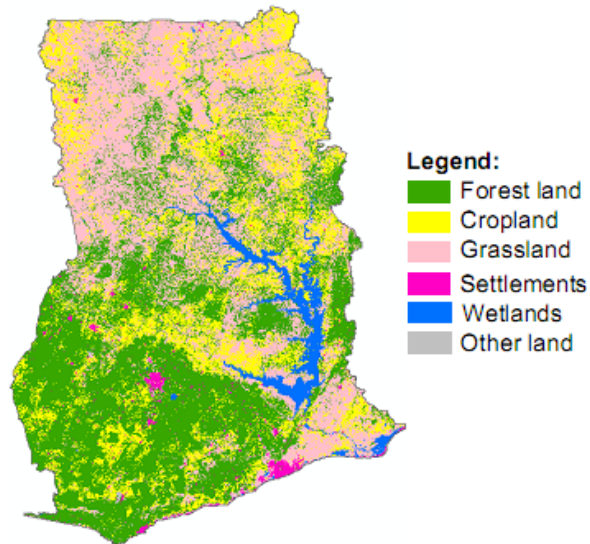 Legend:
Forest land
Cropland
Grassland
Settlements
Wetlands
Other land